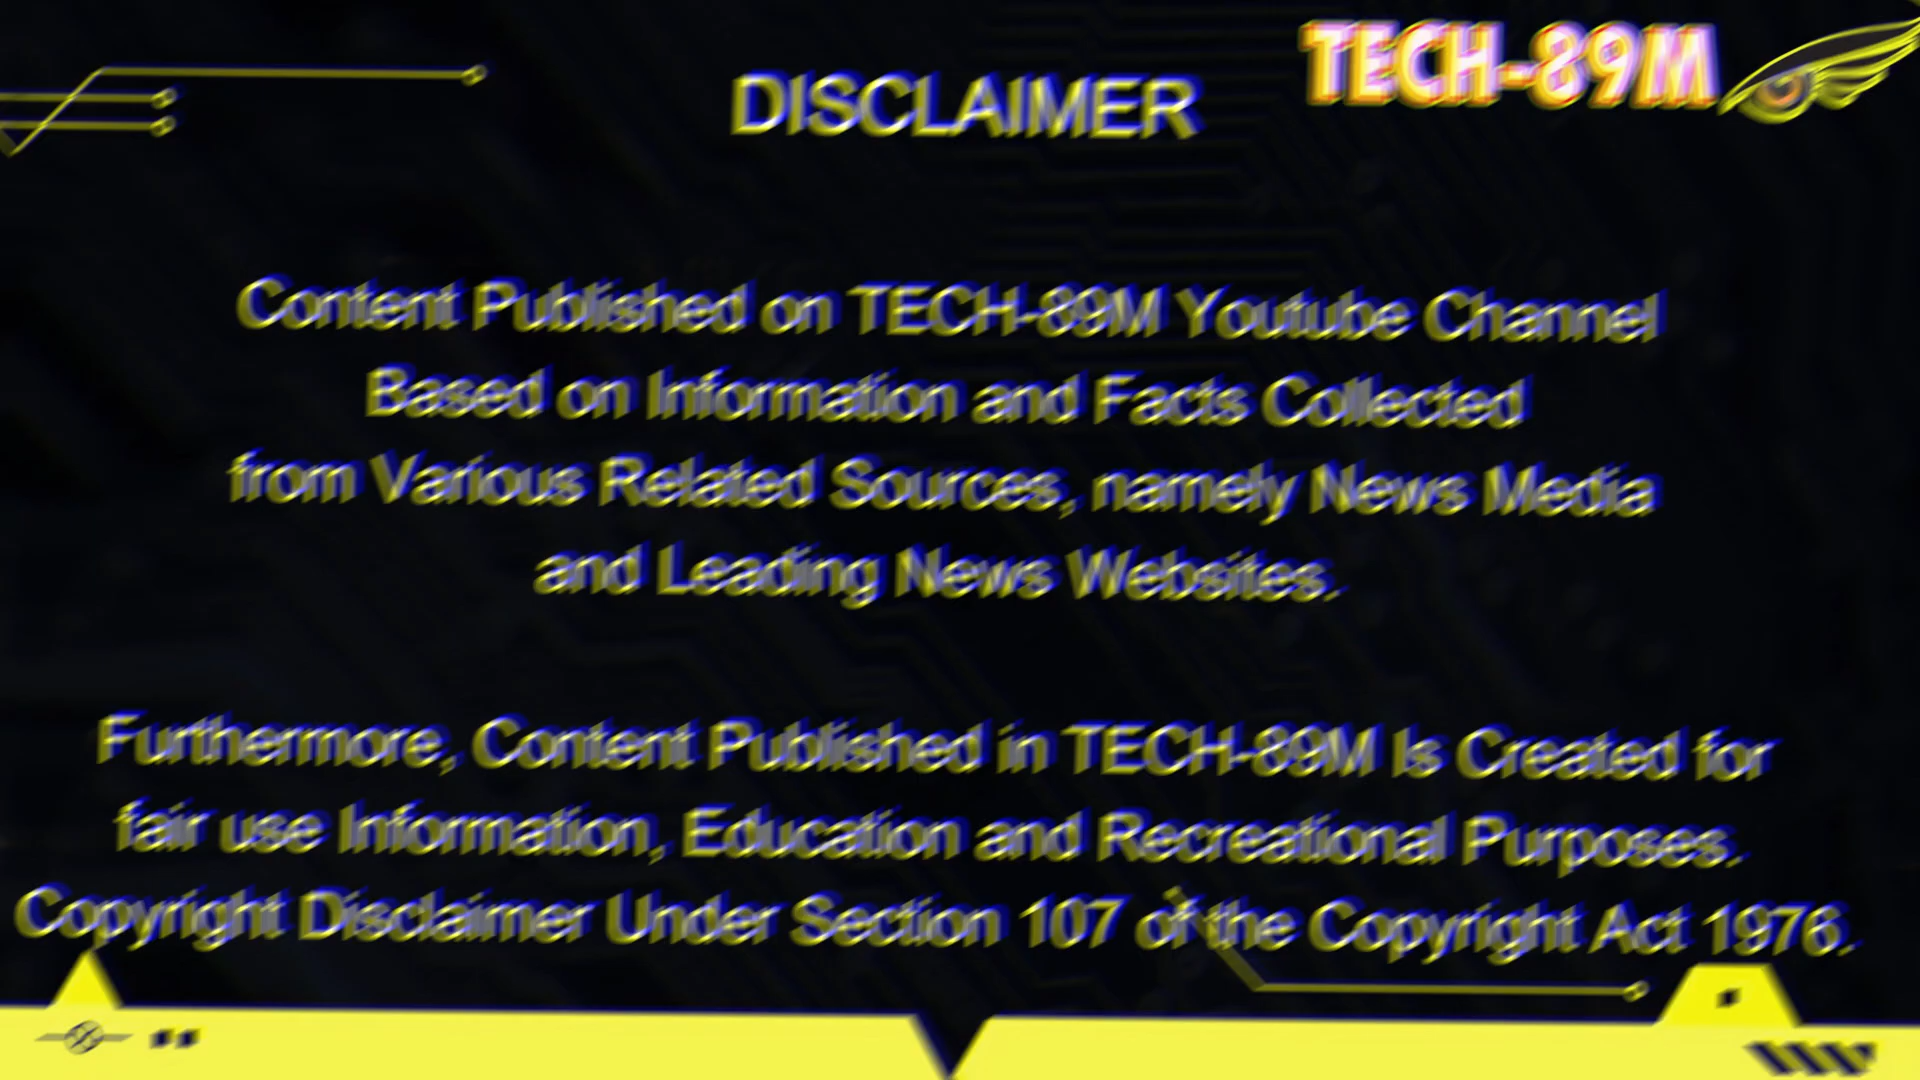 TECH-89M
DISCLAIMER
Content Published on TECH-89M Youtube Channel
Based on Information and Facts Collected
from Various Related Sources, namely News Media
and Leading News Websites.
Furthermore, Content Published in TECH-89M Is Created for
fair use Information, Education and Recreational Purposes.
Copyright Disclaimer Under Section 107 of the Copyright Act 1976.